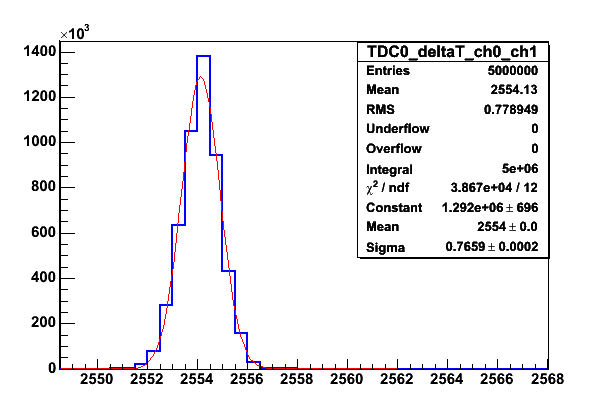 ×10³
1400
1200
1000
800
600
400
200
0
2550 2552 2554 2556 2558 2560 2562 2564 2566 2568
TDC0_deltaT_ch0_ch1
Entries 5000000
Mean 2554.13
RMS 0.778949
Underflow 0
Overflow 0
Integral 5e+06
χ² / ndf 3.867e+04 / 12
Constant 1.292e+06 ± 696
Mean 2554 ± 0.0
Sigma 0.7659 ± 0.0002